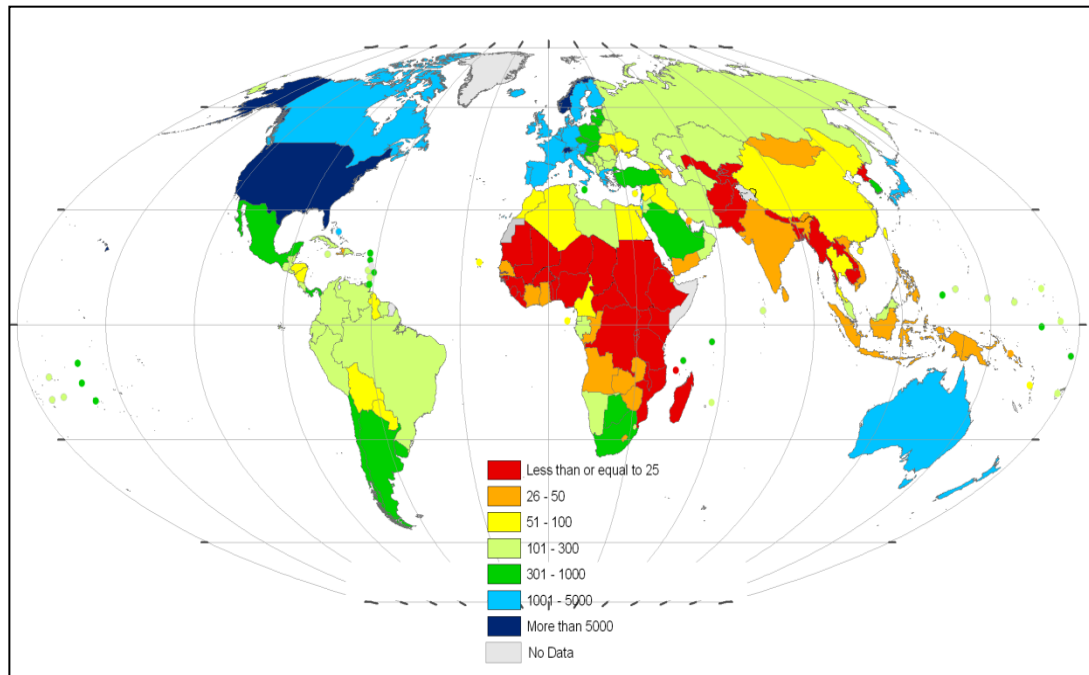 Less than or equal to 25
26 - 50
51 - 100
101 - 300
301 - 1000
1001 - 5000
More than 5000
No Data